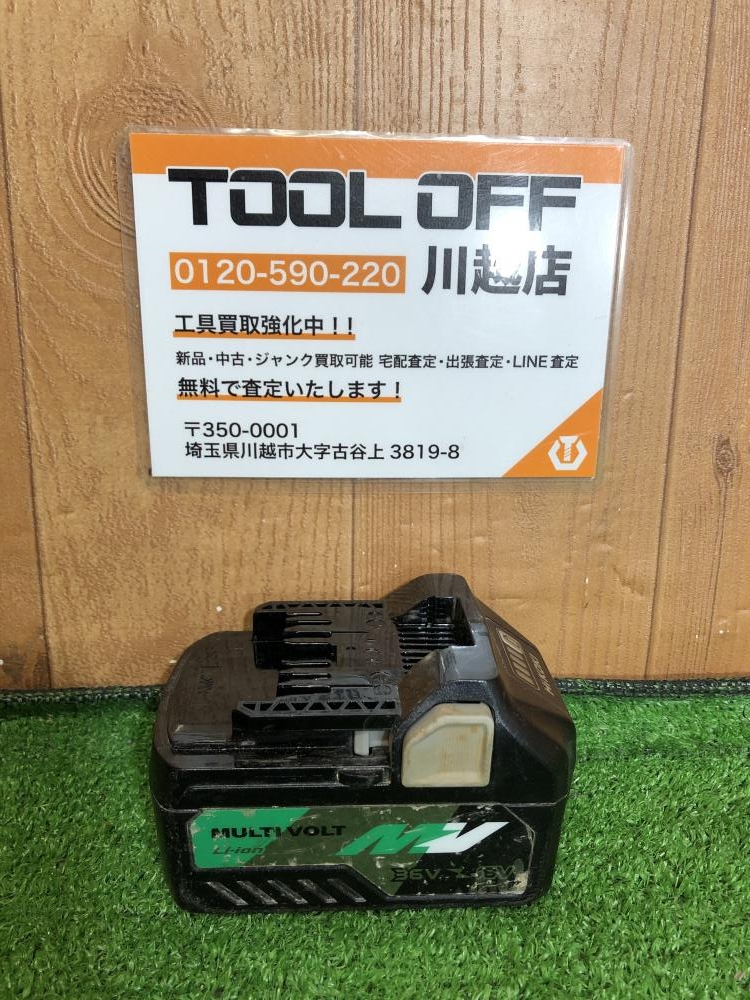 TOOL OFF
0120-590-220 川越店
工具買取強化中！！
新品・中古・ジャンク買取可能 宅配査定・出張査定・LINE査定
無料で査定いたします！
〒350-0001
埼玉県川越市大字古谷上 3819-8
MULTI VOLT
Li-ion
MV
36V